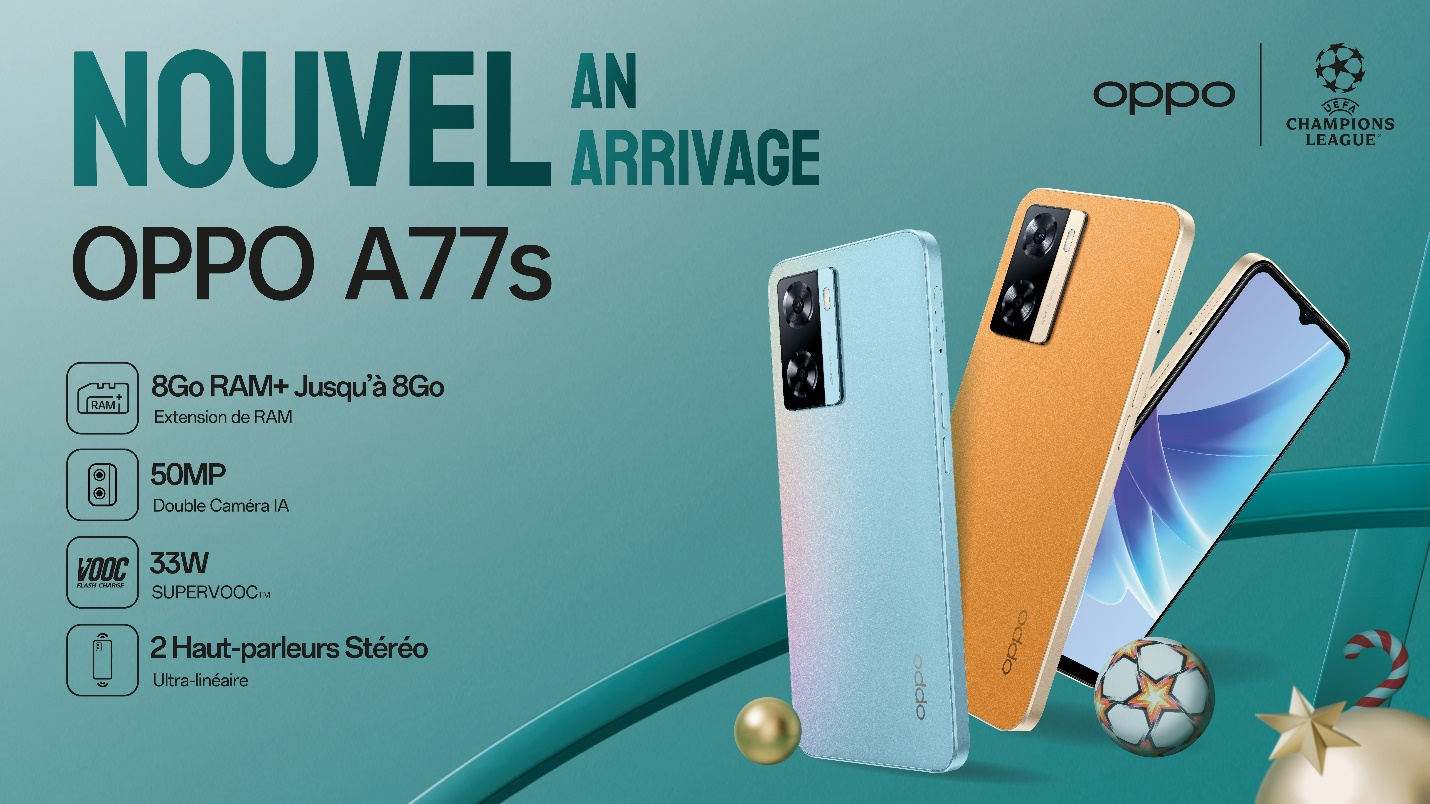 NOUVEL AN
ARRIVAGE
OPPO A77s
oppo
UEFA
CHAMPIONS
LEAGUE
RAM+
8Go RAM+ Jusqu'à 8Go
Extension de RAM
50MP
Double Caméra IA
VOOC
FLASH CHARGE
33W
SUPERVOOC™
2 Haut-parleurs Stéréo
Ultra-linéaire
oppo
oppo